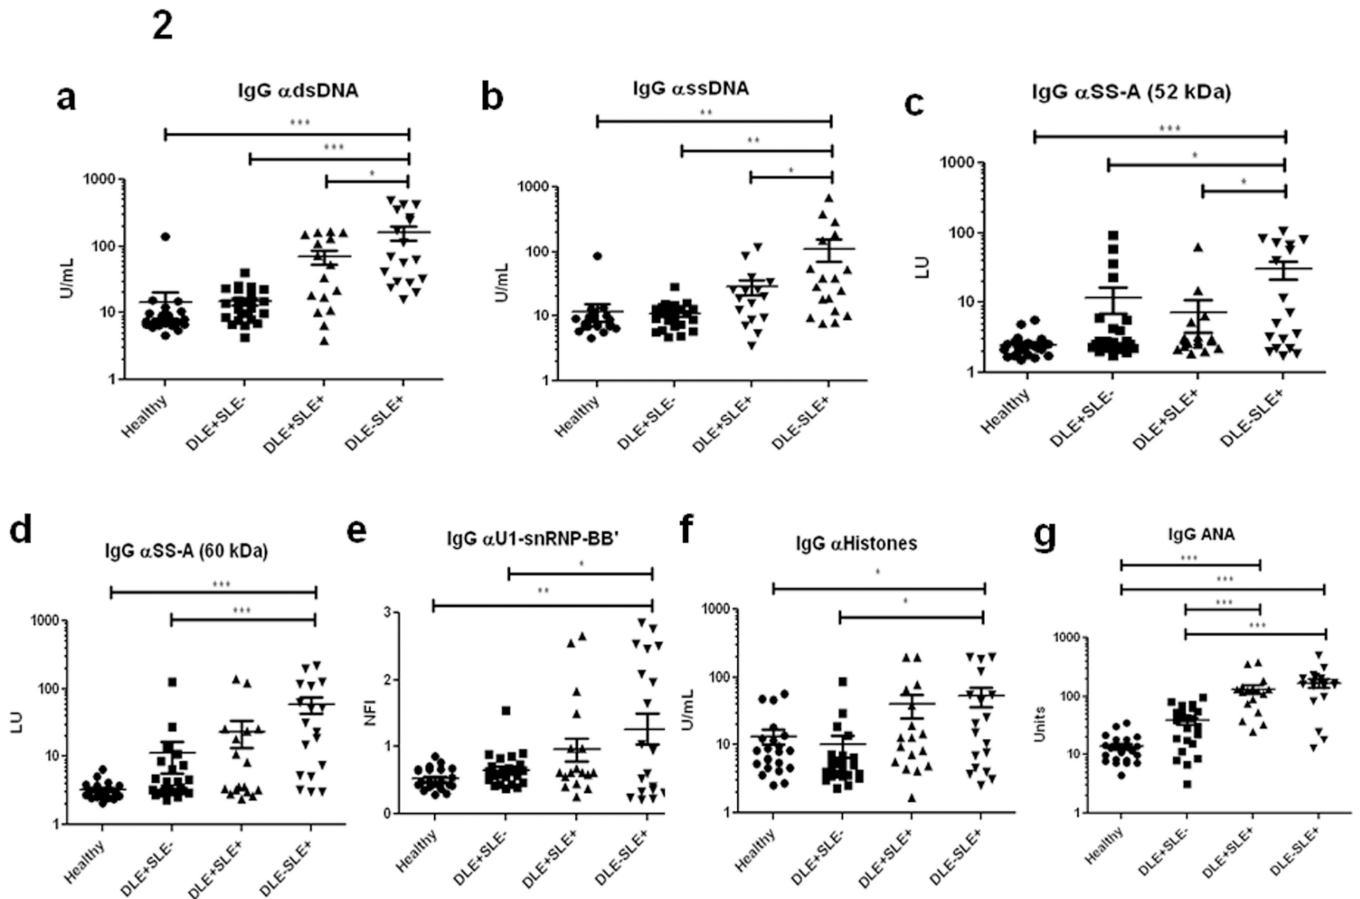 2
a
IgG αdsDNA
***
***
*
U/mL
1000
100
10
1
Healthy
DLE+SLE-
DLE+SLE+
DLE-SLE+
b
IgG αssDNA
**
**
*
U/mL
1000
100
10
1
Healthy
DLE+SLE-
DLE+SLE+
DLE-SLE+
c
IgG αSS-A (52 kDa)
***
*
*
LU
1000
100
10
1
Healthy
DLE+SLE-
DLE+SLE+
DLE-SLE+
d
IgG αSS-A (60 kDa)
***
***
LU
1000
100
10
1
Healthy
DLE+SLE-
DLE+SLE+
DLE-SLE+
e
IgG αU1-snRNP-BB'
*
**
NFI
3
2
1
0
Healthy
DLE+SLE-
DLE+SLE+
DLE-SLE+
f
IgG αHistones
*
*
U/mL
1000
100
10
1
Healthy
DLE+SLE-
DLE+SLE+
DLE-SLE+
g
IgG ANA
***
***
***
***
Units
1000
100
10
1
Healthy
DLE+SLE-
DLE+SLE+
DLE-SLE+